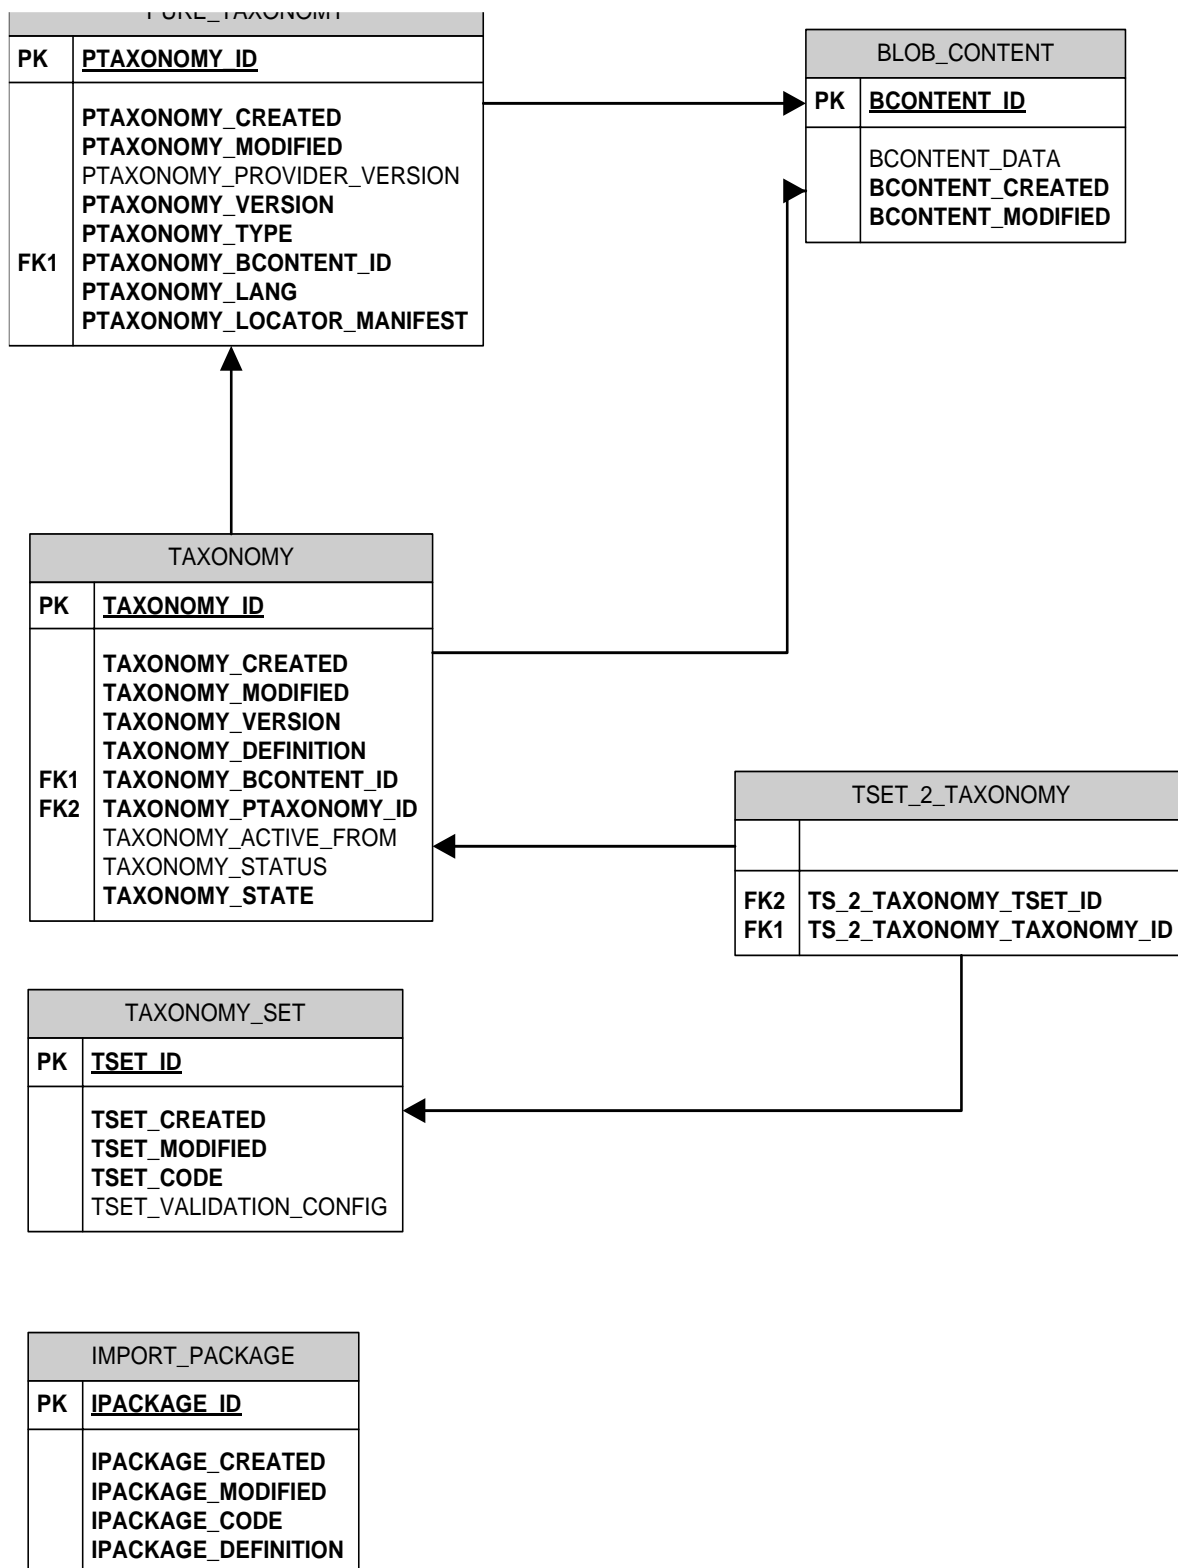 PURE_TAXONOMY
PK PTAXONOMY_ID
PTAXONOMY_CREATED
PTAXONOMY_MODIFIED
PTAXONOMY_PROVIDER_VERSION
PTAXONOMY_VERSION
PTAXONOMY_TYPE
FK1 PTAXONOMY_BCONTENT_ID
PTAXONOMY_LANG
PTAXONOMY_LOCATOR_MANIFEST
BLOB_CONTENT
PK BCONTENT_ID
BCONTENT_DATA
BCONTENT_CREATED
BCONTENT_MODIFIED
TAXONOMY
PK TAXONOMY_ID
TAXONOMY_CREATED
TAXONOMY_MODIFIED
TAXONOMY_VERSION
TAXONOMY_DEFINITION
FK1 TAXONOMY_BCONTENT_ID
FK2 TAXONOMY_PTAXONOMY_ID
TAXONOMY_ACTIVE_FROM
TAXONOMY_STATUS
TAXONOMY_STATE
TSET_2_TAXONOMY
FK2 TS_2_TAXONOMY_TSET_ID
FK1 TS_2_TAXONOMY_TAXONOMY_ID
TAXONOMY_SET
PK TSET_ID
TSET_CREATED
TSET_MODIFIED
TSET_CODE
TSET_VALIDATION_CONFIG
IMPORT_PACKAGE
PK IPACKAGE_ID
IPACKAGE_CREATED
IPACKAGE_MODIFIED
IPACKAGE_CODE
IPACKAGE_DEFINITION